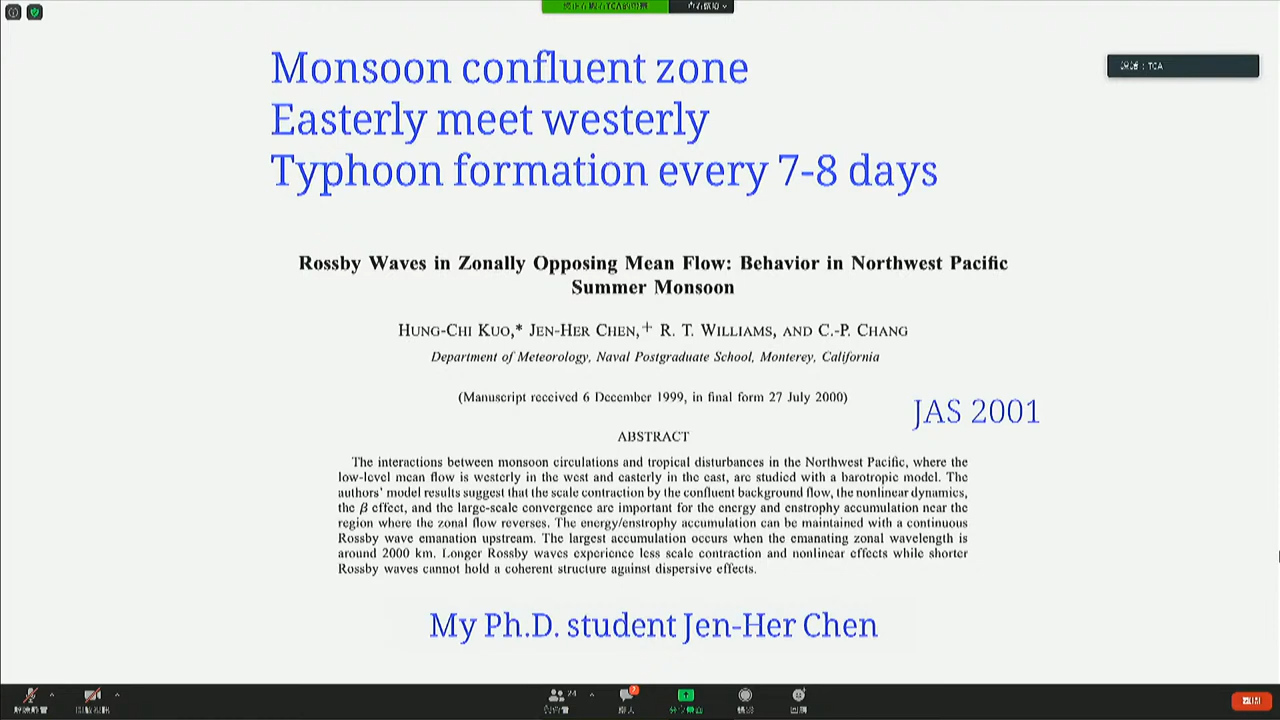 Monsoon confluent zone
: TCA
Easterly meet westerly
Typhoon formation every 7-8 days
Rossby Waves in Zonally Opposing Mean Flow: Behavior in Northwest Pacific
Summer Monsoon
HUNG-CHI KUO,* JEN-HER CHEN,+ R. T. WILLIAMS, AND C.-P. CHANG
Department of Meteorology, Naval Postgraduate School, Monterey, California
(Manuscript received 6 December 1999, in final form 27 July 2000)
JAS 2001
ABSTRACT
The interactions between monsoon circulations and tropical disturbances in the Northwest Pacific, where the
low-level mean flow is westerly in the west and easterly in the east, are studied with a barotropic model. The
authors' model results suggest that the scale contraction by the confluent background flow, the nonlinear dynamics,
the β effect, and the large-scale convergence are important for the energy and enstrophy accumulation near the
region where the zonal flow reverses. The energy/enstrophy accumulation can be maintained with a continuous
Rossby wave emanation upstream. The largest accumulation occurs when the emanating zonal wavelength is
around 2000 km. Longer Rossby waves experience less scale contraction and nonlinear effects while shorter
Rossby waves cannot hold a coherent structure against dispersive effects.
My Ph.D. student Jen-Her Chen
24
7